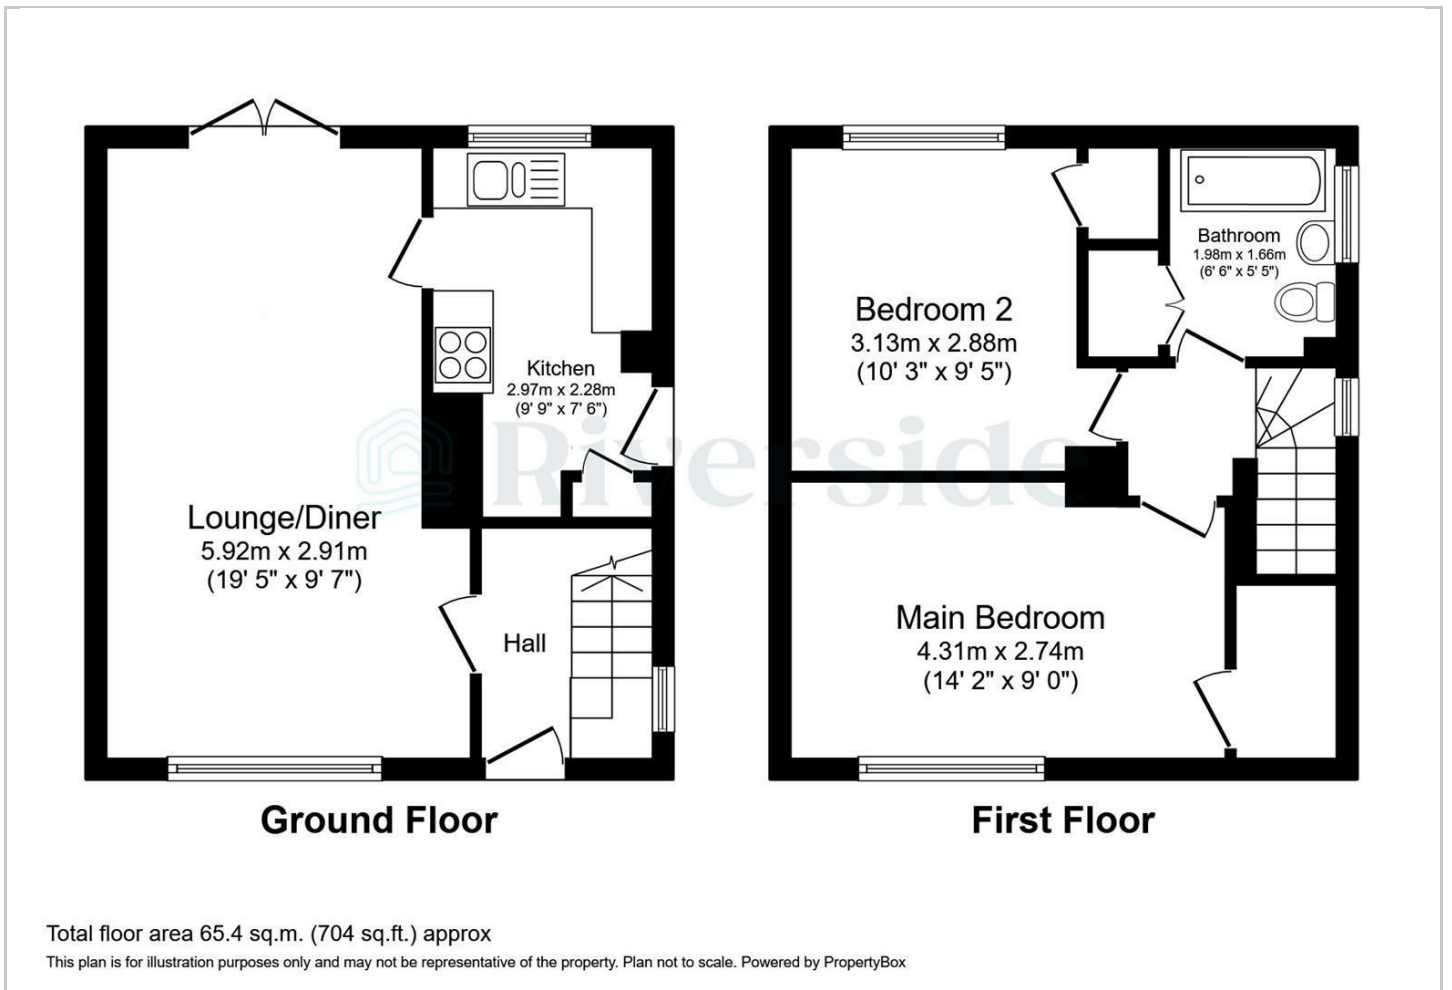 Lounge/Diner
5.92m x 2.91m
(19' 5" x 9' 7")
Kitchen
2.97m x 2.28m
(9' 9" x 7' 6")
Hall
Ground Floor
Bedroom 2
3.13m x 2.88m
(10' 3" x 9' 5")
Bathroom
1.98m x 1.66m
(6' 6" x 5' 5")
Main Bedroom
4.31m x 2.74m
(14' 2" x 9' 0")
First Floor
Riverside
Total floor area 65.4 sq.m. (704 sq.ft.) approx
This plan is for illustration purposes only and may not be representative of the property. Plan not to scale. Powered by PropertyBox